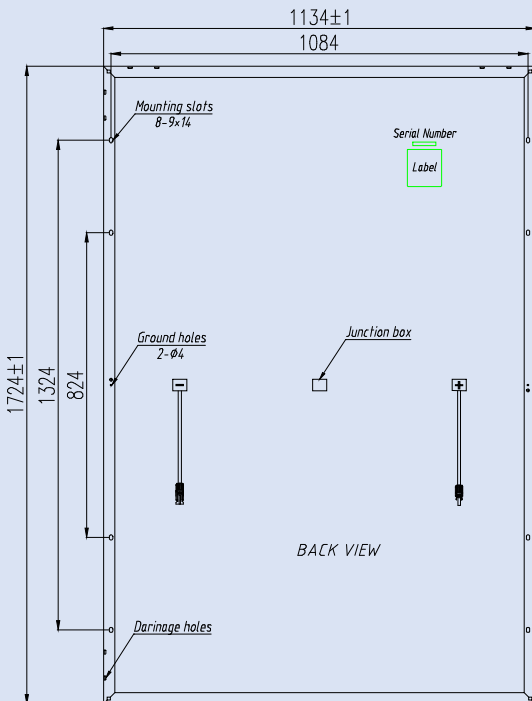 1134±1
1084
Mounting slots
8-9×14
Serial Number
Label
1724±1
1324
824
Ground holes
2-Φ4
Junction box
−
+
BACK VIEW
Darinage holes